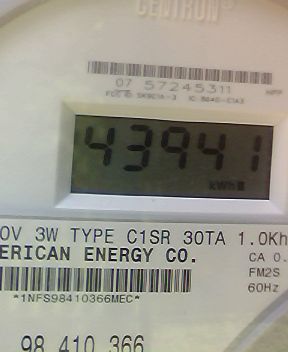 CENTRON®
07 57245311
43941
kWh
0V 3W TYPE C1SR 30TA 1.0Kh
ERICAN ENERGY CO.
CA 0.
FM2S
60Hz
*1NFS98410366MEC*
98 410 366